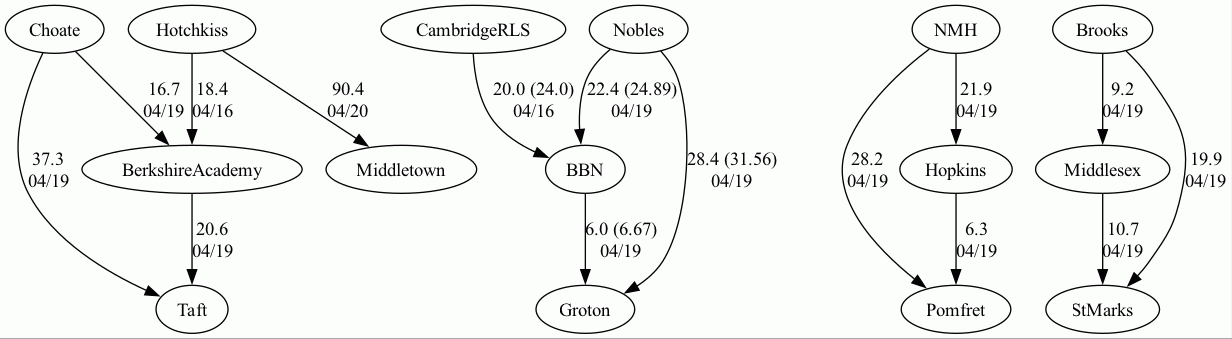 Choate
Hotchkiss
CambridgeRLS
Nobles
NMH
Brooks
16.7
04/19
18.4
04/16
90.4
04/20
20.0 (24.0)
04/16
22.4 (24.89)
04/19
21.9
04/19
9.2
04/19
37.3
04/19
BerkshireAcademy
Middletown
BBN
28.4 (31.56)
04/19
28.2
04/19
Hopkins
Middlesex
19.9
04/19
20.6
04/19
6.0 (6.67)
04/19
6.3
04/19
10.7
04/19
Taft
Groton
Pomfret
StMarks